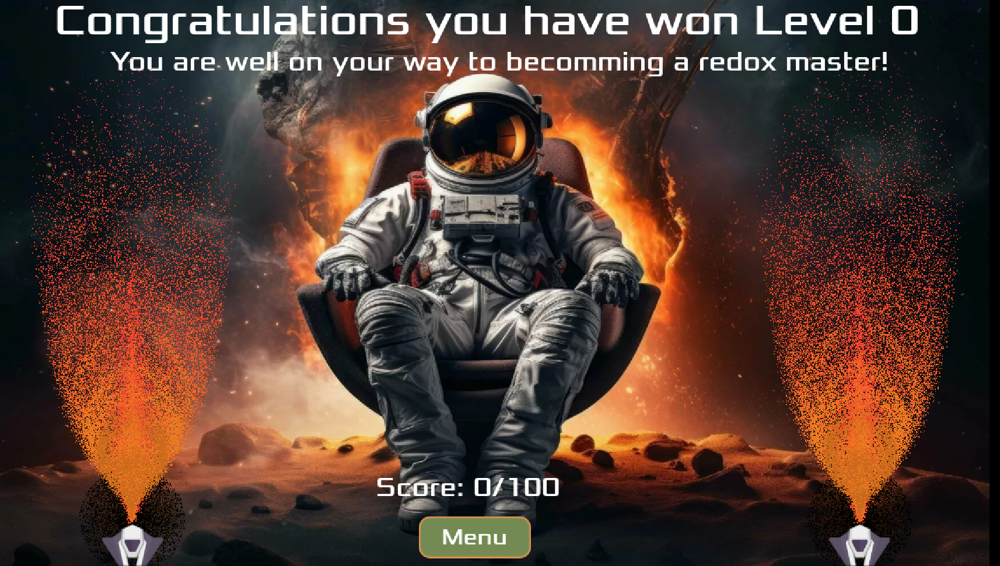 Congratulations you have won Level 0
You are well on your way to becomming a redox master!
Score: 0/100
Menu